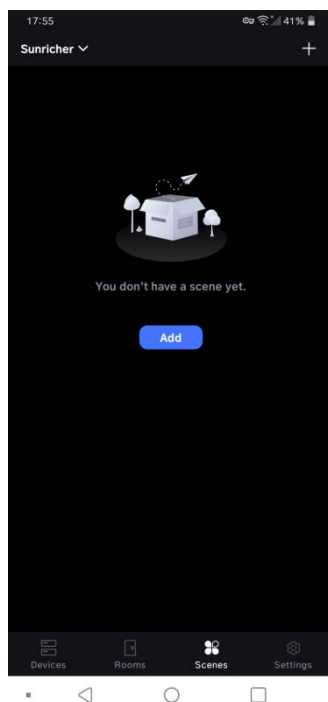 17:55 41%
Sunricher
You don't have a scene yet.
Add
Devices Rooms Scenes Settings